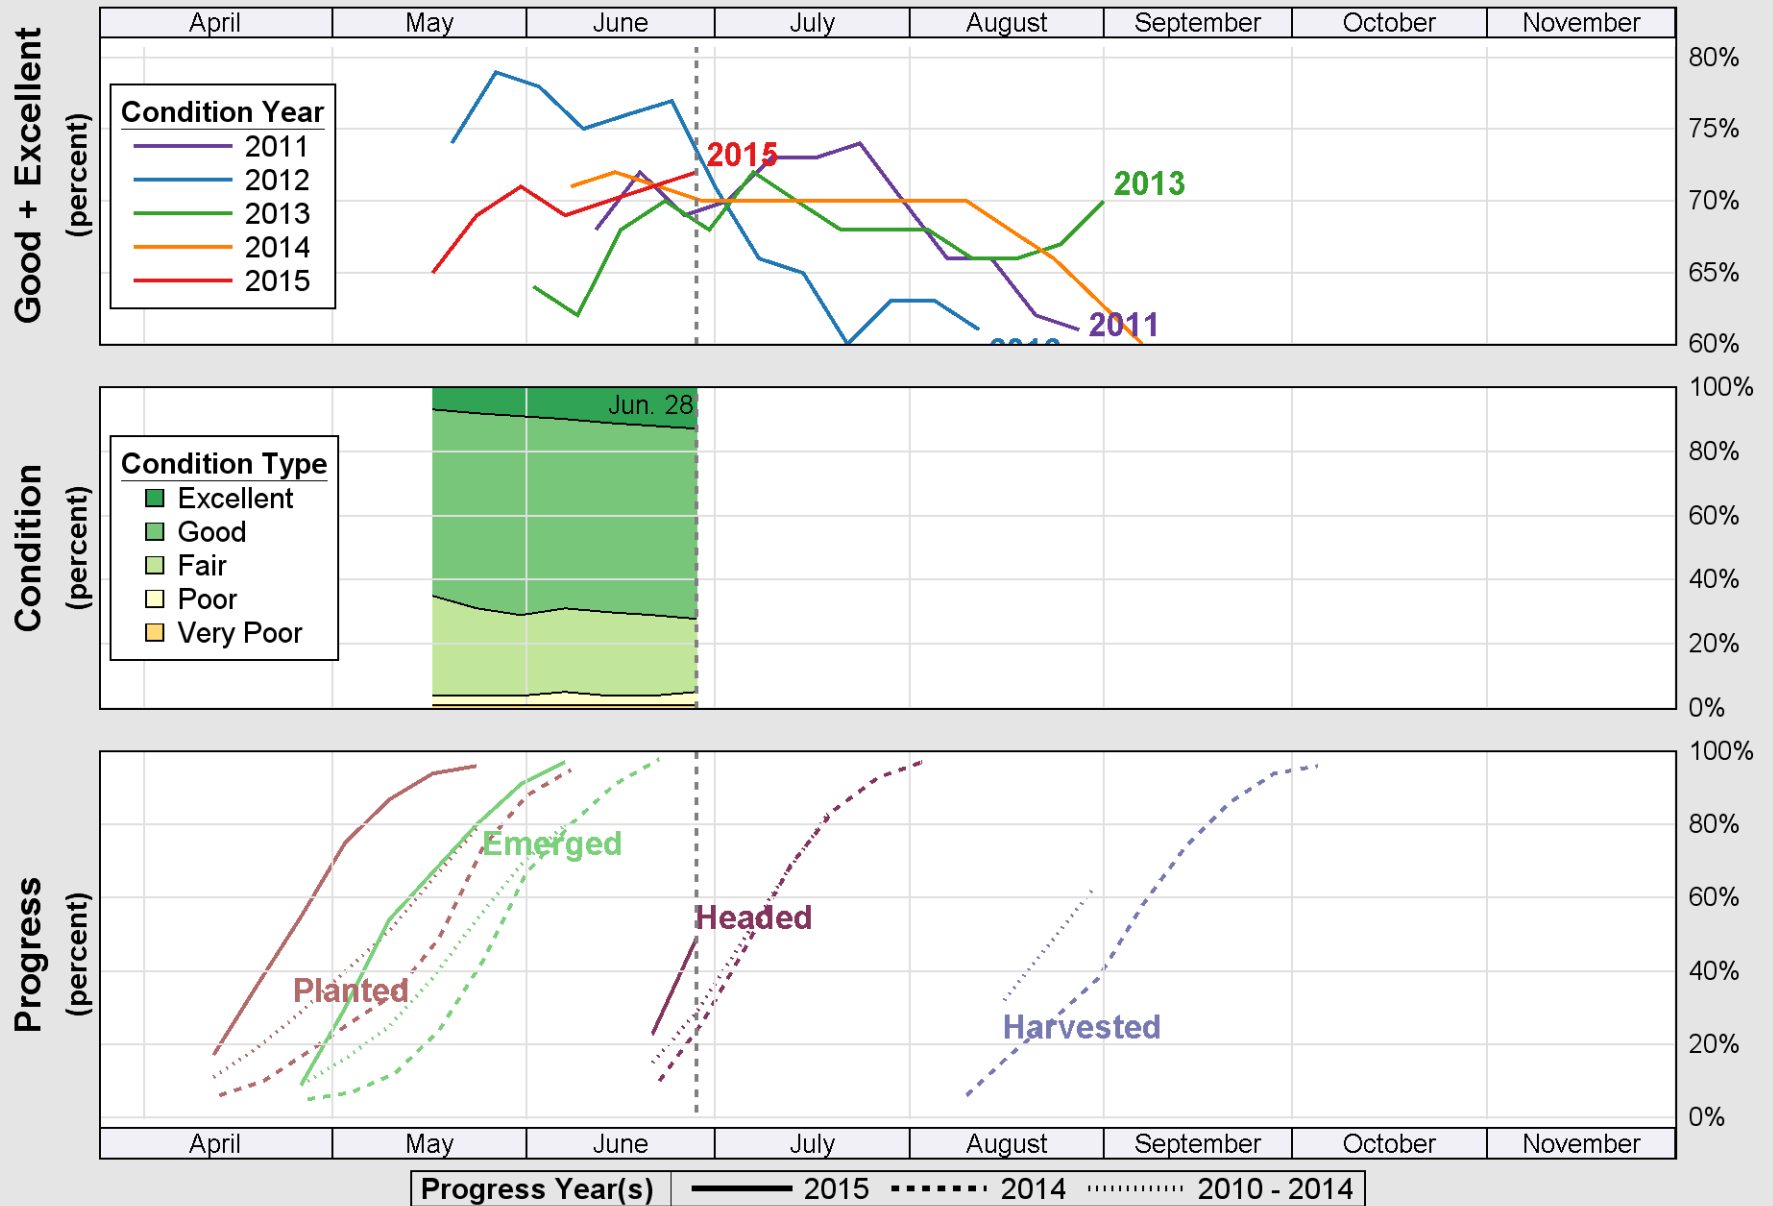 April May June July August September October November
Good + Excellent
(percent)
80%
75%
70%
65%
60%
Condition Year
2011
2012
2013
2014
2015
2015
2013
2011
Condition
(percent)
100%
80%
60%
40%
20%
0%
Jun. 28
Condition Type
Excellent
Good
Fair
Poor
Very Poor
Progress
(percent)
100%
80%
60%
40%
20%
0%
Emerged
Headed
Planted
Harvested
April May June July August September October November
Progress Year(s) 2015 2014 2010 - 2014